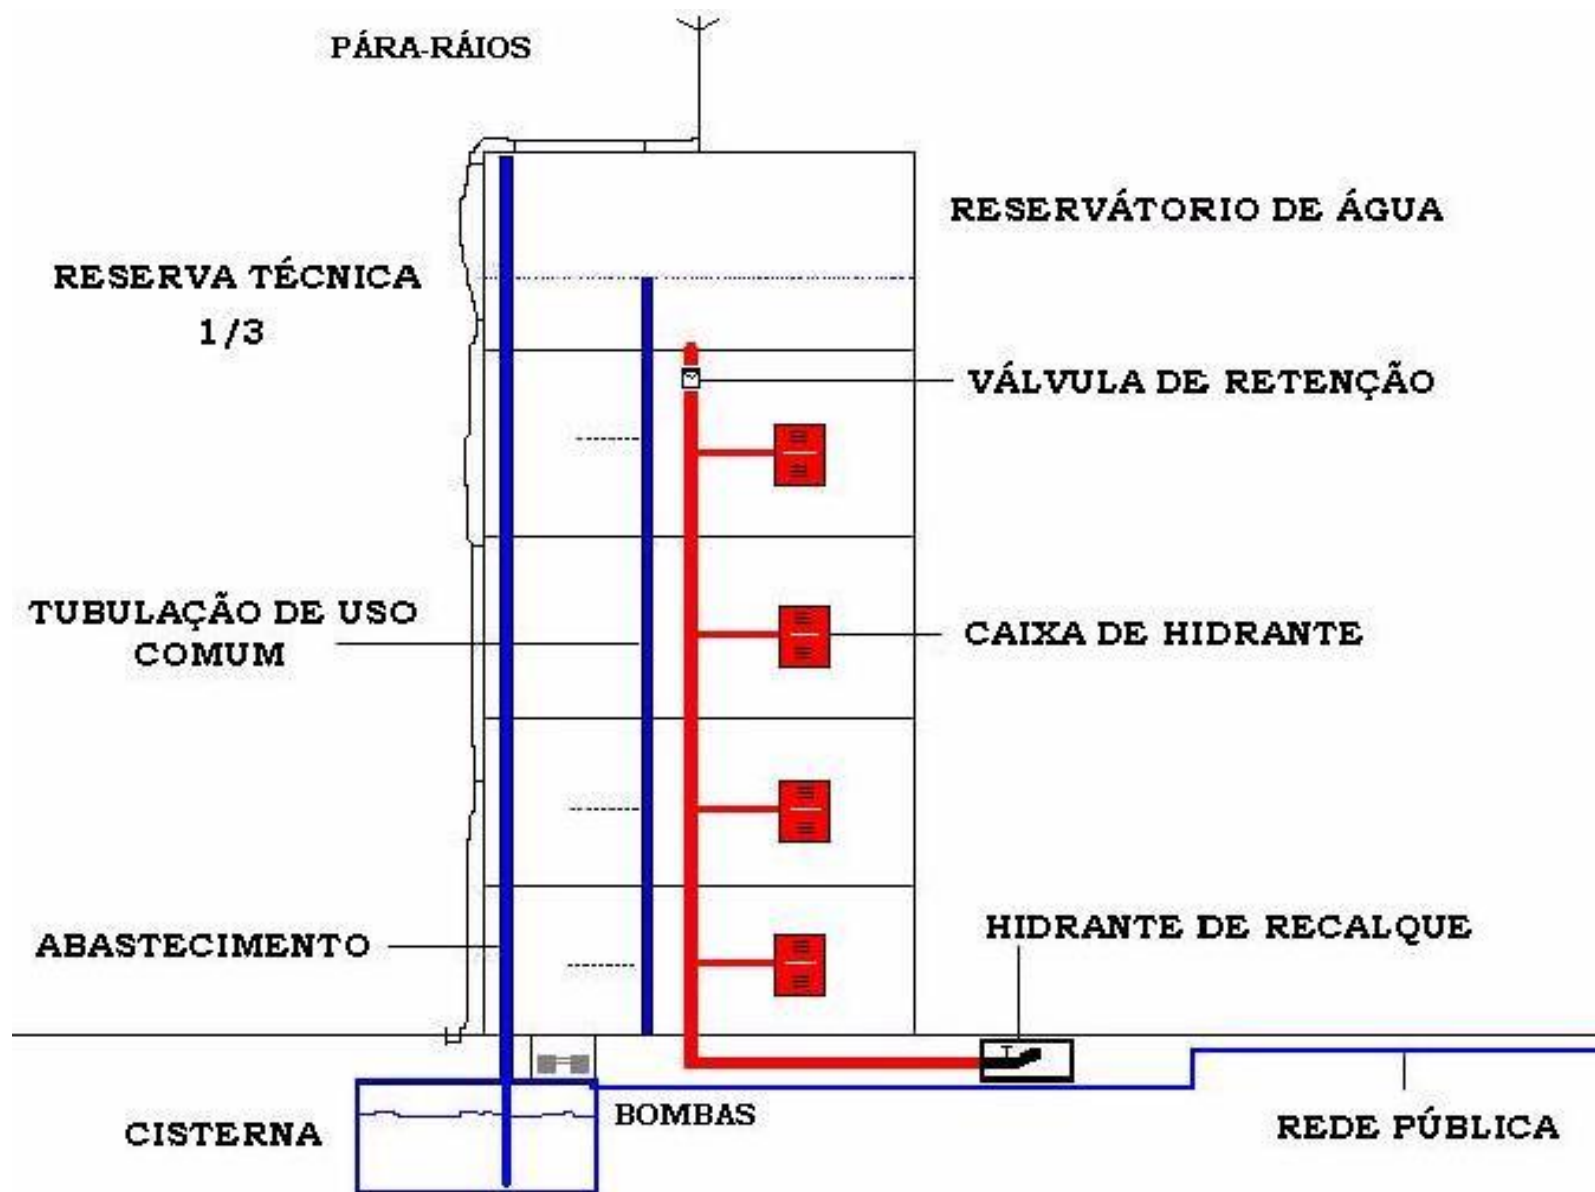 PÁRA-RÁIOS
RESERVÁTORIO DE ÁGUA
RESERVA TÉCNICA
1/3
VÁLVULA DE RETENÇÃO
TUBULAÇÃO DE USO
COMUM
CAIXA DE HIDRANTE
ABASTECIMENTO
HIDRANTE DE RECALQUE
CISTERNA
BOMBAS
REDE PÚBLICA